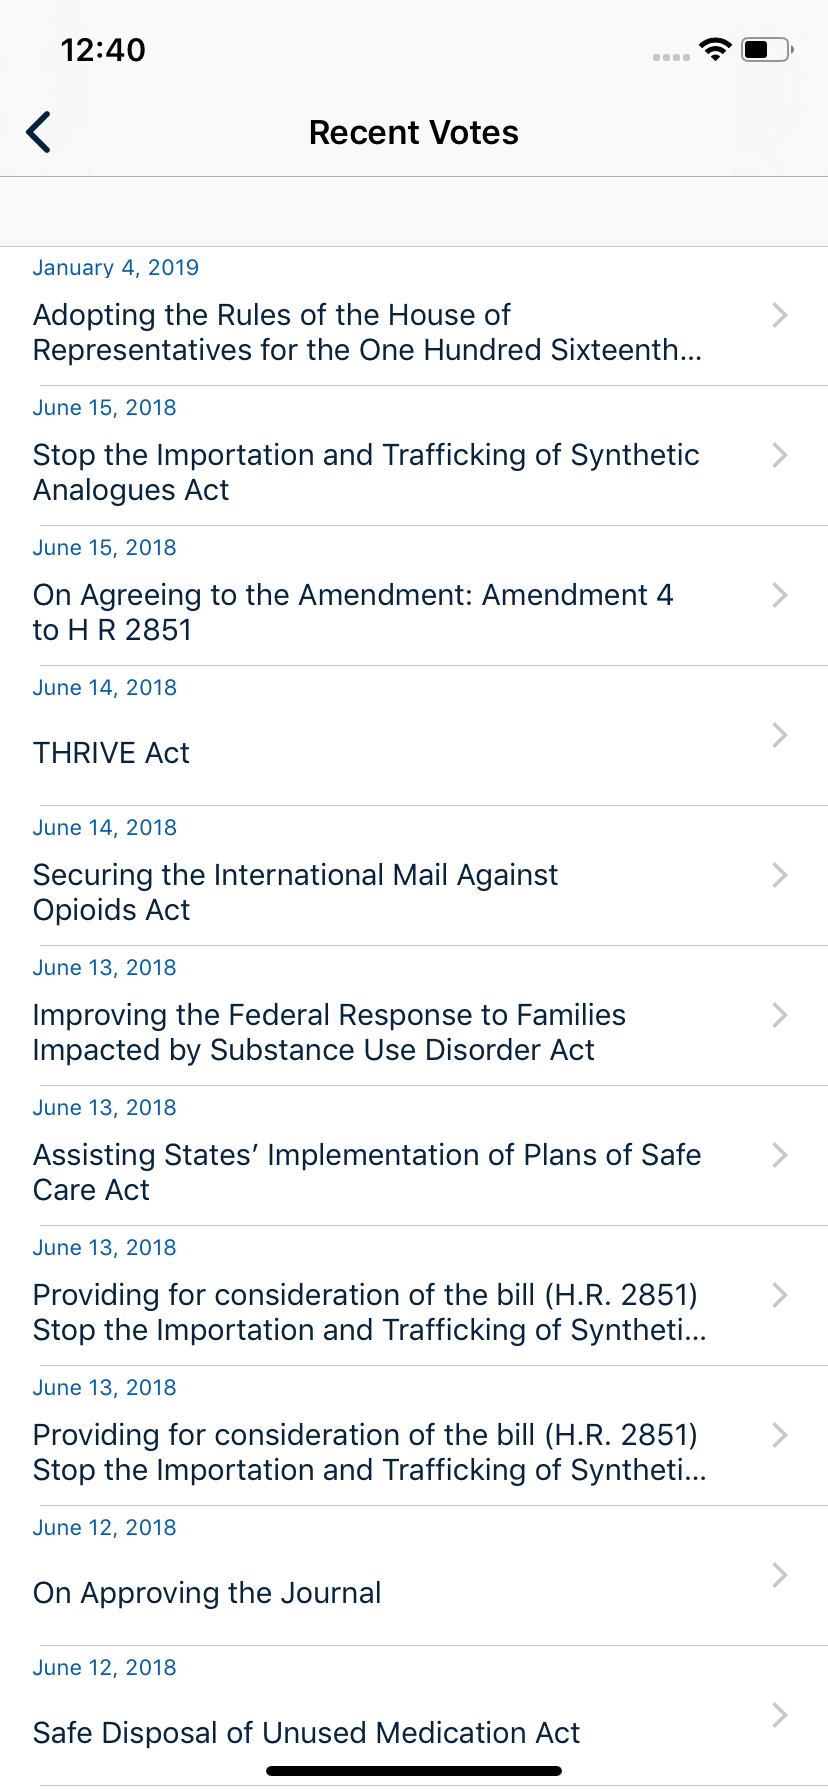 12:40
Recent Votes
January 4, 2019
Adopting the Rules of the House of
Representatives for the One Hundred Sixteenth...
June 15, 2018
Stop the Importation and Trafficking of Synthetic
Analogues Act
June 15, 2018
On Agreeing to the Amendment: Amendment 4
to H R 2851
June 14, 2018
THRIVE Act
June 14, 2018
Securing the International Mail Against
Opioids Act
June 13, 2018
Improving the Federal Response to Families
Impacted by Substance Use Disorder Act
June 13, 2018
Assisting States’ Implementation of Plans of Safe
Care Act
June 13, 2018
Providing for consideration of the bill (H.R. 2851)
Stop the Importation and Trafficking of Syntheti...
June 13, 2018
Providing for consideration of the bill (H.R. 2851)
Stop the Importation and Trafficking of Syntheti...
June 12, 2018
On Approving the Journal
June 12, 2018
Safe Disposal of Unused Medication Act